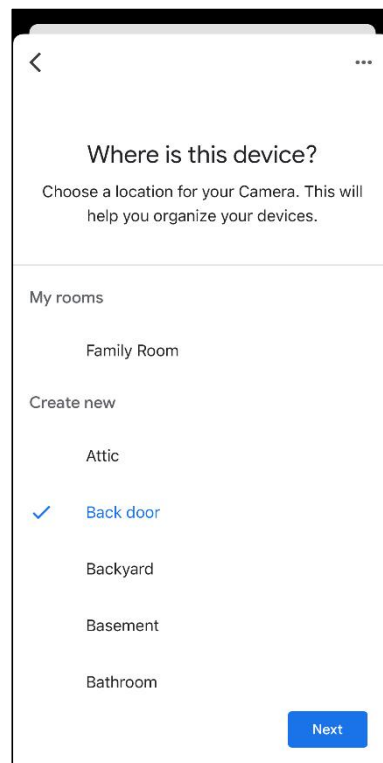 Where is this device?
Choose a location for your Camera. This will
help you organize your devices.
My rooms
Family Room
Create new
Attic
Back door
Backyard
Basement
Bathroom
Next